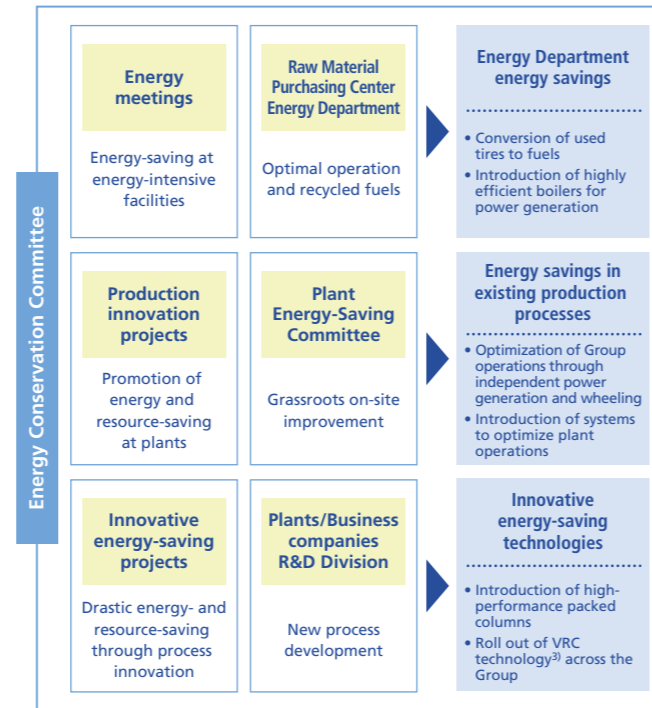 Energy Conservation Committee
Energy
meetings
Energy-saving at
energy-intensive
facilities
Raw Material
Purchasing Center
Energy Department
Optimal operation
and recycled fuels
Energy Department
energy savings
• Conversion of used
tires to fuels
• Introduction of highly
efficient boilers for
power generation
Production
innovation
projects
Promotion of
energy and
resource-saving
at plants
Plant
Energy-Saving
Committee
Grassroots on-site
improvement
Energy savings in
existing production
processes
• Optimization of Group
operations through
independent power
generation and wheeling
• Introduction of systems
to optimize plant
operations
Innovative
energy-saving
projects
Drastic energy- and
resource-saving
through process
innovation
Plants/Business
companies
R&D Division
New process
development
Innovative
energy-saving
technologies
• Introduction of high-
performance packed
columns
• Roll out of VRC
technology³⁾ across the
Group